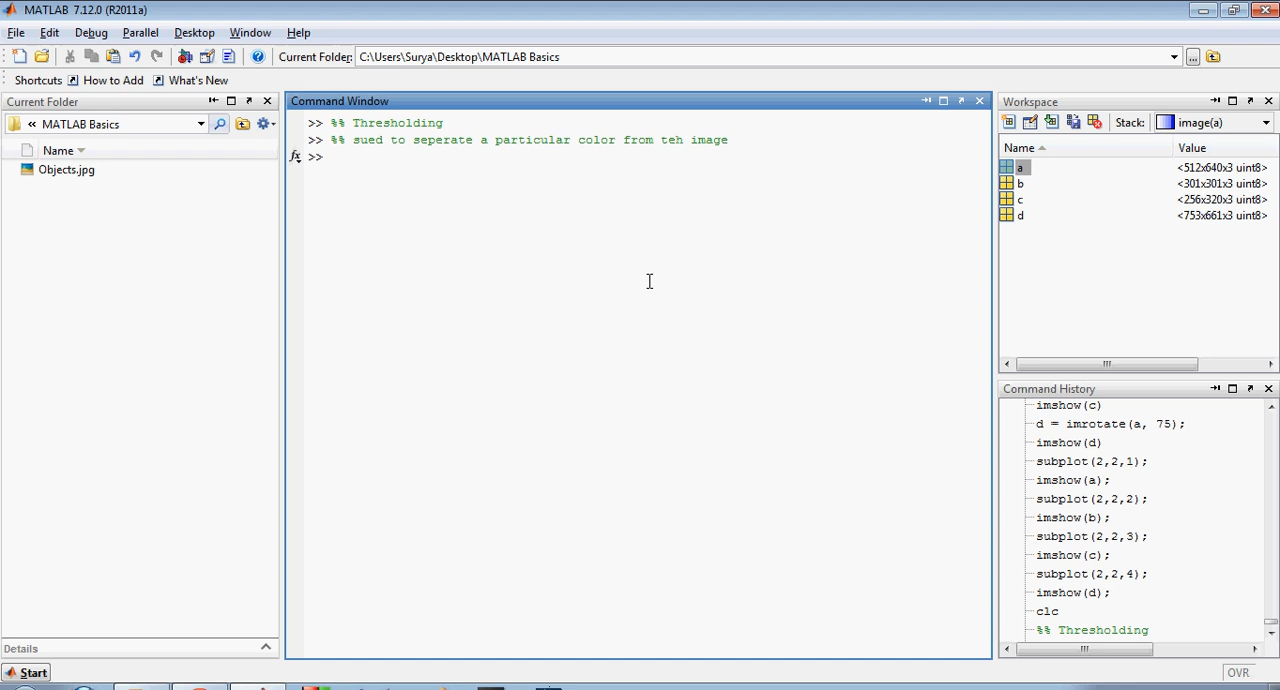 MATLAB 7.12.0 (R2011a)
File Edit Debug Parallel Desktop Window Help
Current Folder: C:\Users\Surya\Desktop\MATLAB Basics
Shortcuts How to Add What's New
Current Folder
« MATLAB Basics
Name
Objects.jpg
Details
Command Window
>> %% Thresholding
>> %% sued to seperate a particular color from teh image
fx >>
Workspace
Stack: image(a)
Name Value
a <512x640x3 uint8>
b <301x301x3 uint8>
c <256x320x3 uint8>
d <753x661x3 uint8>
Command History
imshow(c)
d = imrotate(a, 75);
imshow(d)
subplot(2,2,1);
imshow(a);
subplot(2,2,2);
imshow(b);
subplot(2,2,3);
imshow(c);
subplot(2,2,4);
imshow(d);
clc
%% Thresholding
Start
OVR